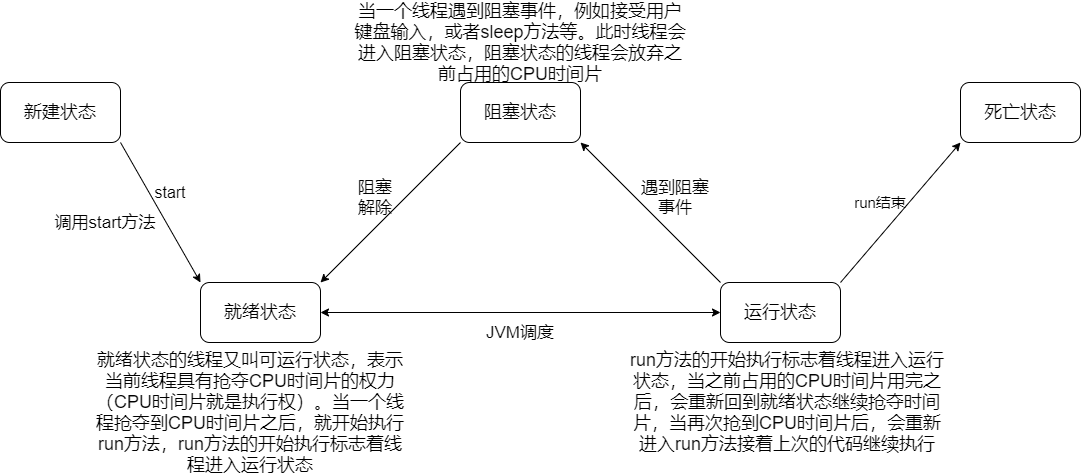 当一个线程遇到阻塞事件，例如接受用户
键盘输入，或者sleep方法等。此时线程会
进入阻塞状态，阻塞状态的线程会放弃之
前占用的CPU时间片
新建状态
阻塞状态
死亡状态
start
调用start方法
阻塞
解除
遇到阻塞
事件
run结束
就绪状态
JVM调度
运行状态
就绪状态的线程又叫可运行状态，表示
当前线程具有抢夺CPU时间片的权力
（CPU时间片就是执行权）。当一个线
程抢夺到CPU时间片之后，就开始执行
run方法，run方法的开始执行标志着线
程进入运行状态
run方法的开始执行标志着线程进入运行
状态，当之前占用的CPU时间片用完之
后，会重新回到就绪状态继续抢夺时间
片，当再次抢到CPU时间片后，会重新
进入run方法接着上次的代码继续执行